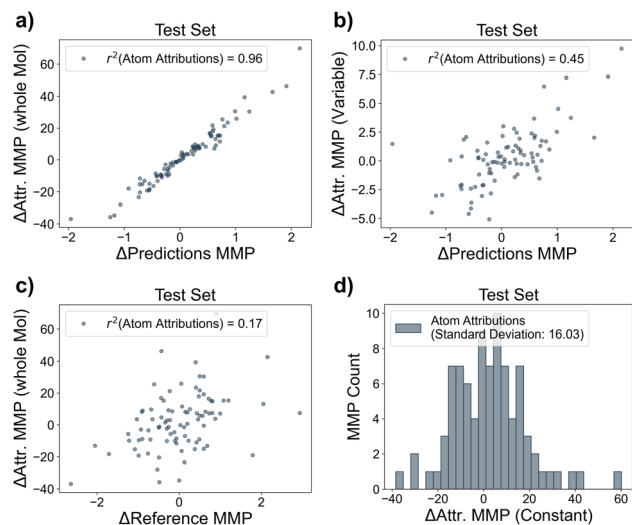 a)
Test Set
r²(Atom Attributions) = 0.96
ΔAttr. MMP (whole Mol)
60
40
20
0
−20
−40
−2
−1
0
1
2
ΔPredictions MMP
b)
Test Set
r²(Atom Attributions) = 0.45
ΔAttr. MMP (Variable)
10.0
7.5
5.0
2.5
0.0
−2.5
−5.0
−2
−1
0
1
2
ΔPredictions MMP
c)
Test Set
r²(Atom Attributions) = 0.17
ΔAttr. MMP (whole Mol)
60
40
20
0
−20
−40
−2
0
2
ΔReference MMP
d)
Test Set
Atom Attributions
(Standard Deviation: 16.03)
MMP Count
10
8
6
4
2
0
−40
−20
0
20
40
60
ΔAttr. MMP (Constant)